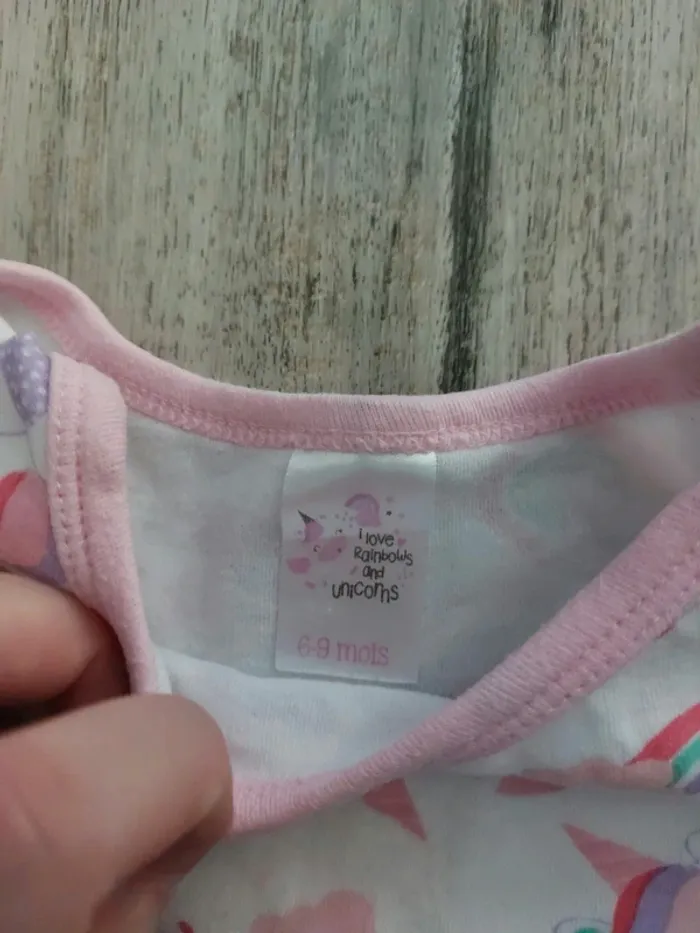 I love
Rainbows
and
unicorns
6-9 mois